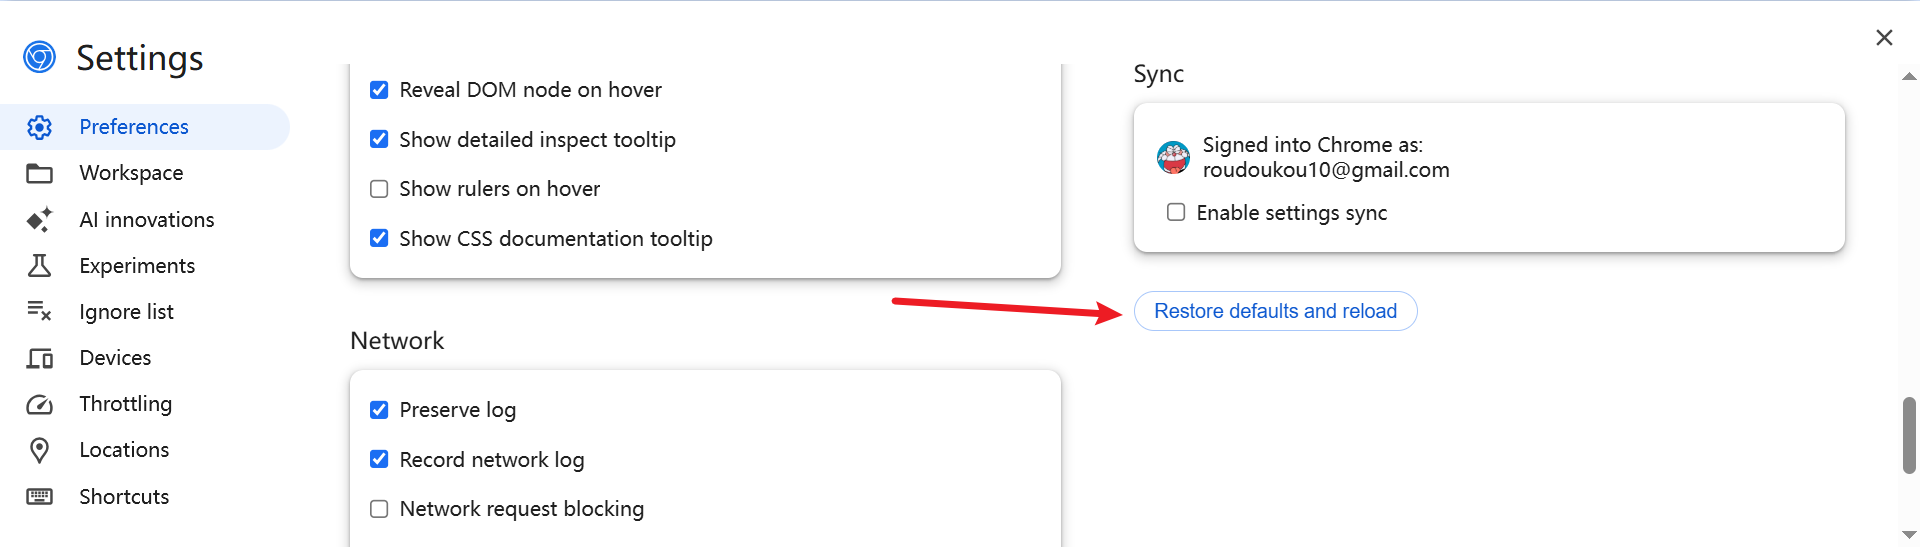 Settings
Preferences
Workspace
AI innovations
Experiments
Ignore list
Devices
Throttling
Locations
Shortcuts
Reveal DOM node on hover
Show detailed inspect tooltip
Show rulers on hover
Show CSS documentation tooltip
Network
Preserve log
Record network log
Network request blocking
Sync
Signed into Chrome as:
roudoukou10@gmail.com
Enable settings sync
Restore defaults and reload